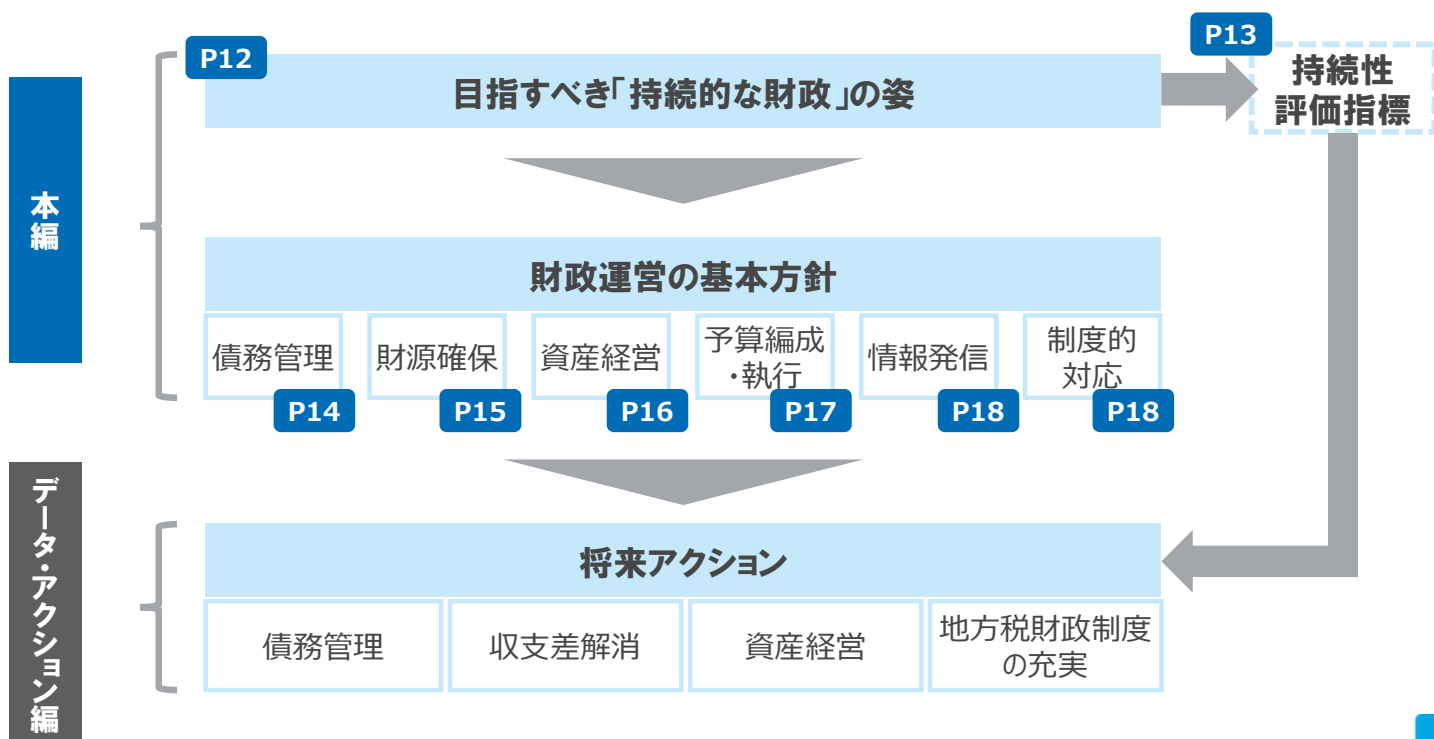 P12
P13
目指すべき「持続的な財政」の姿
持続性
評価指標
本編
財政運営の基本方針
債務管理
財源確保
資産経営
予算編成
・執行
情報発信
制度的
対応
P14
P15
P16
P17
P18
P18
データ・アクション編
将来アクション
債務管理
収支差解消
資産経営
地方税財政制度
の充実